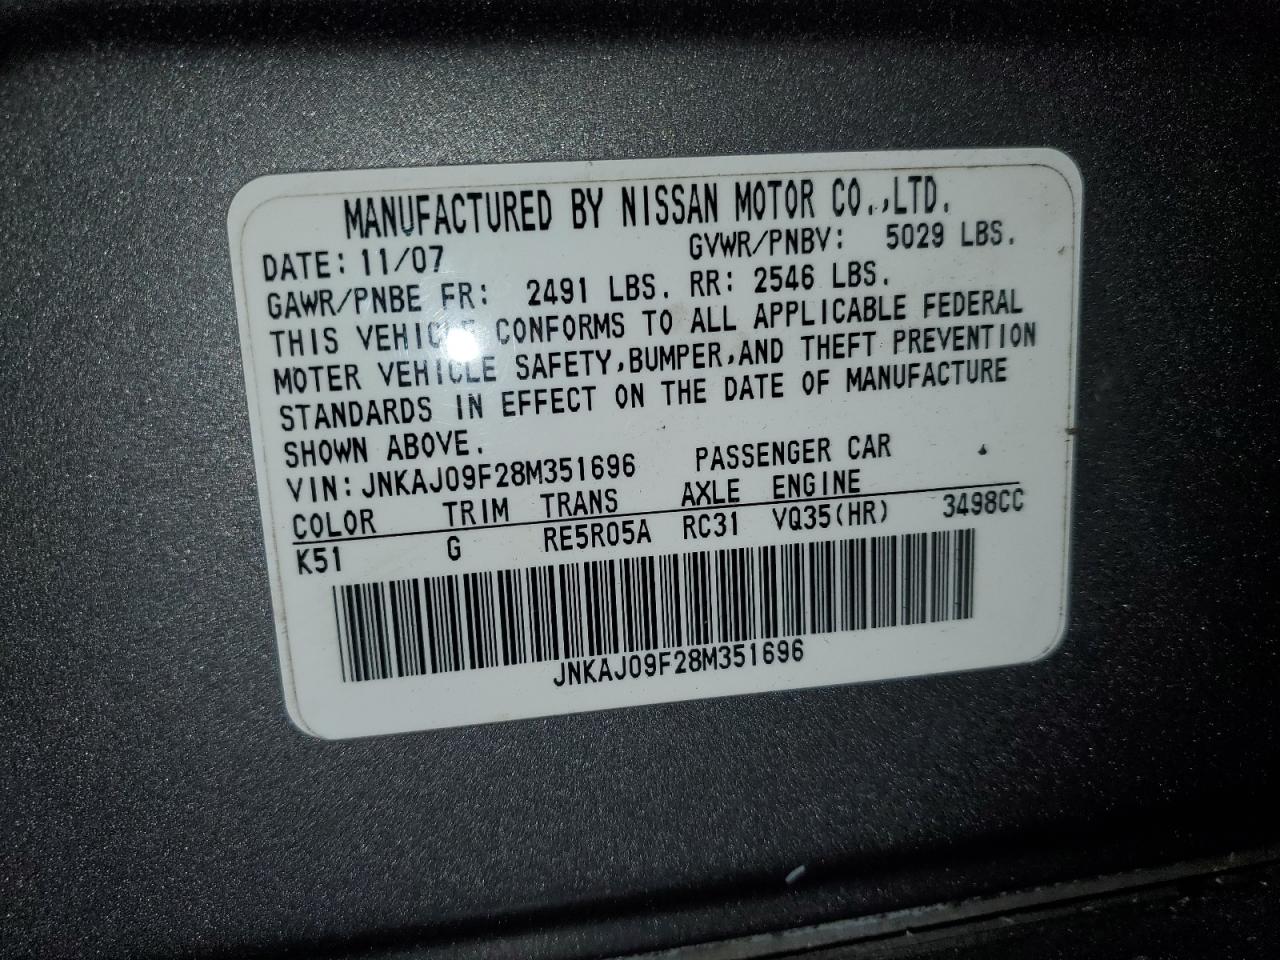 MANUFACTURED BY NISSAN MOTOR CO.,LTD.
DATE: 11/07 GVWR/PNBV: 5029 LBS.
GAWR/PNBE FR: 2491 LBS. RR: 2546 LBS.
THIS VEHICLE CONFORMS TO ALL APPLICABLE FEDERAL
MOTER VEHICLE SAFETY,BUMPER,AND THEFT PREVENTION
STANDARDS IN EFFECT ON THE DATE OF MANUFACTURE
SHOWN ABOVE.
VIN: JNKAJ09F28M351696 PASSENGER CAR
COLOR TRIM TRANS AXLE ENGINE
K51 G RE5R05A RC31 VQ35(HR) 3498CC
JNKAJ09F28M351696